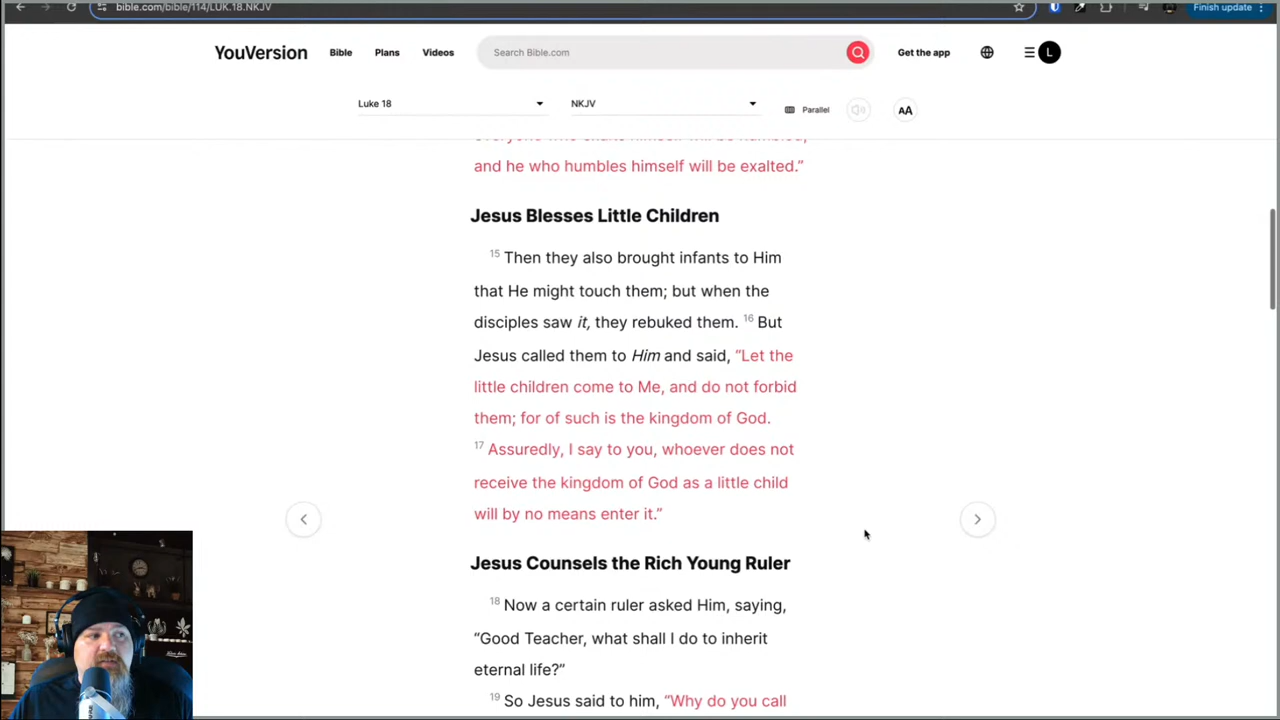 bible.com/bible/114/LUK.18.NKJV
Finish update
YouVersion
Bible
Plans
Videos
Search Bible.com
Get the app
L
Luke 18
NKJV
Parallel
AA
everyone who exalts himself will be humbled,
and he who humbles himself will be exalted.”
Jesus Blesses Little Children
15 Then they also brought infants to Him
that He might touch them; but when the
disciples saw it, they rebuked them. 16 But
Jesus called them to Him and said, “Let the
little children come to Me, and do not forbid
them; for of such is the kingdom of God.
17 Assuredly, I say to you, whoever does not
receive the kingdom of God as a little child
will by no means enter it.”
Jesus Counsels the Rich Young Ruler
18 Now a certain ruler asked Him, saying,
“Good Teacher, what shall I do to inherit
eternal life?”
19 So Jesus said to him, “Why do you call